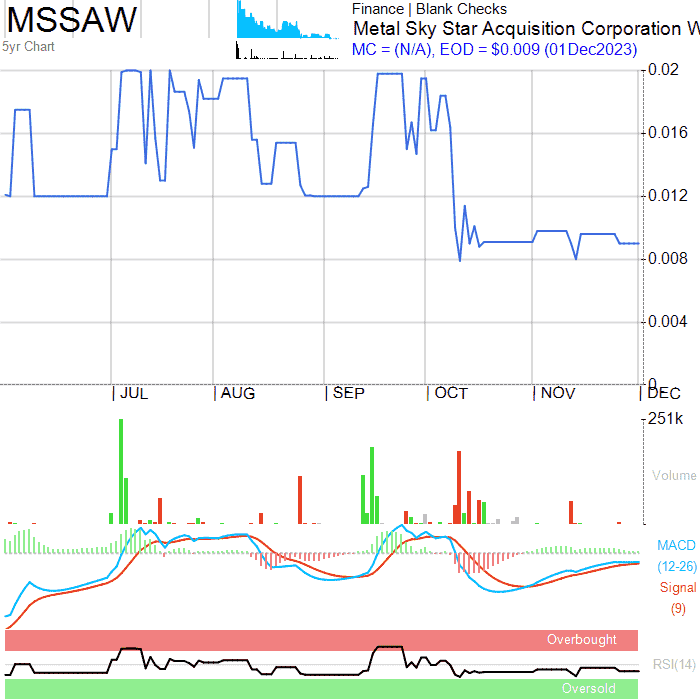 MSSAW
Finance | Blank Checks
Metal Sky Star Acquisition Corporation W
5yr Chart
MC = (N/A), EOD = $0.009 (01Dec2023)
0.02
0.016
0.012
0.008
0.004
0
JUL AUG SEP OCT NOV DEC
251k
Volume
MACD
(12-26)
Signal
(9)
Overbought
RSI(14)
Oversold